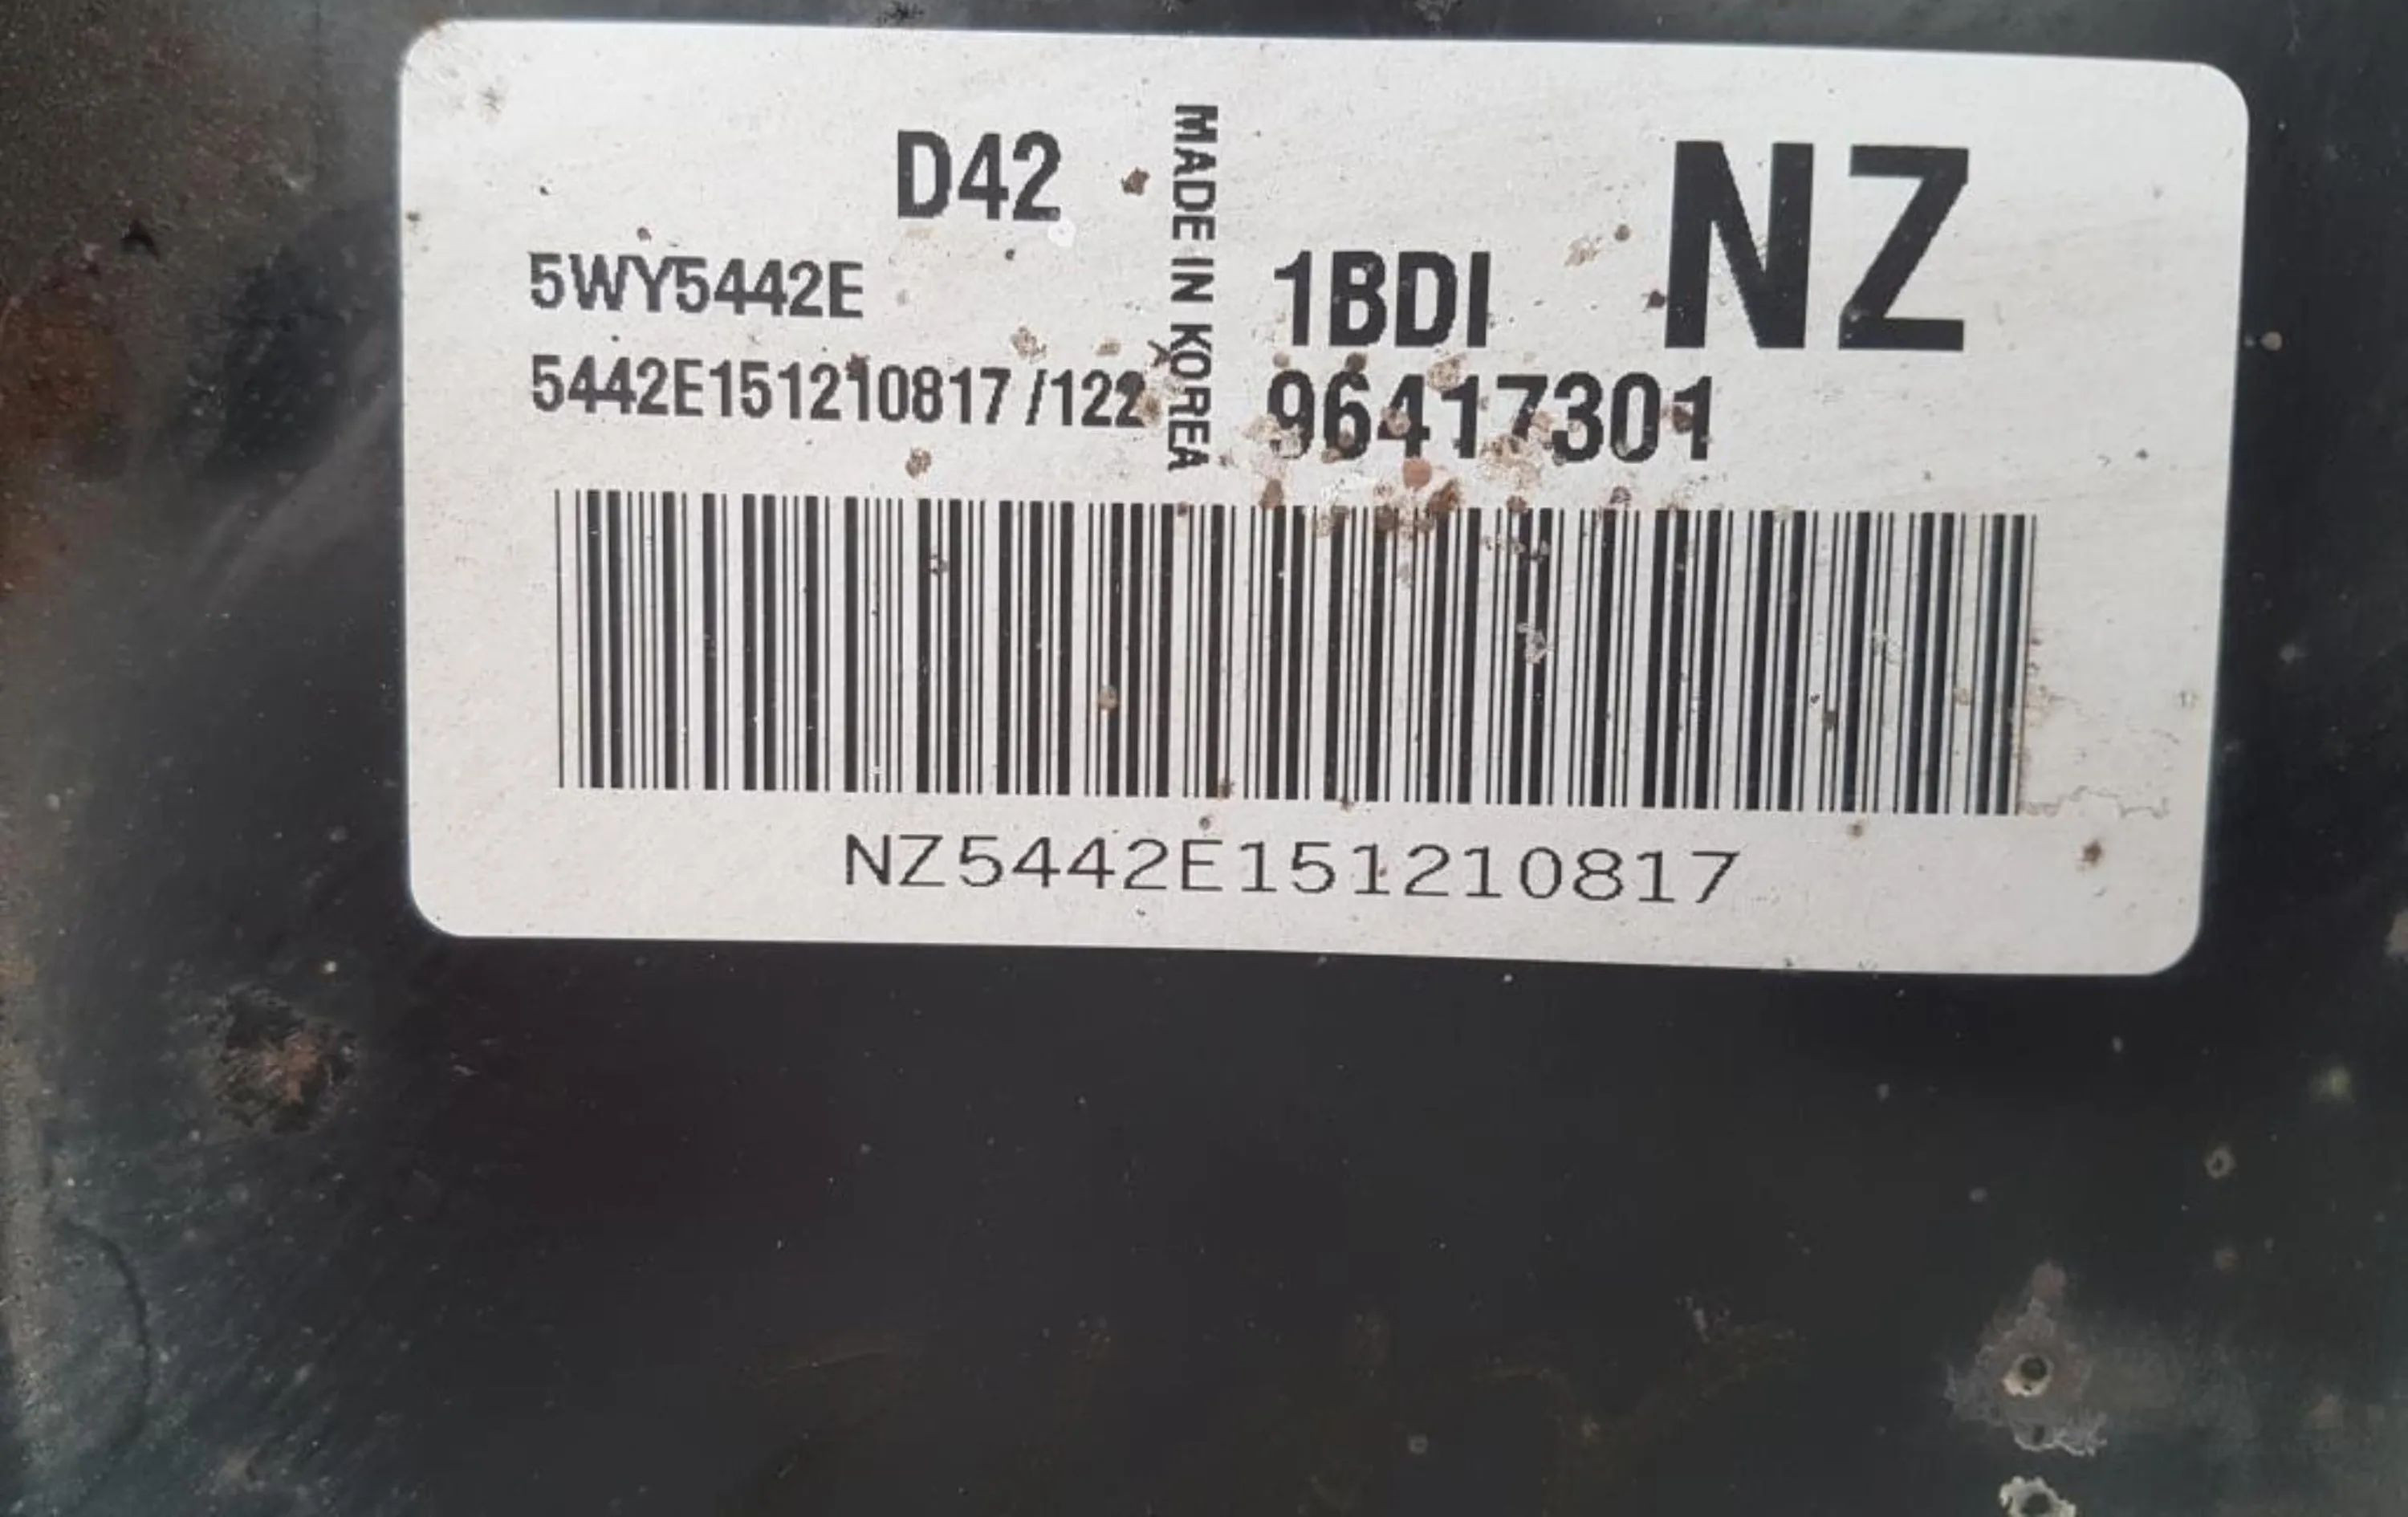 D42
MADE IN KOREA
NZ
5WY5442E
1BDI
5442E151210817 /122
96417301
NZ5442E151210817